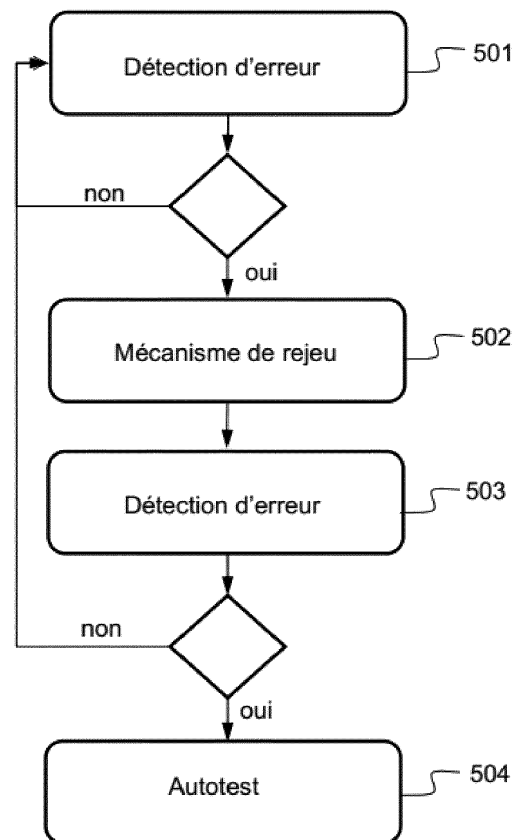 Détection d'erreur
501
non
oui
Mécanisme de rejeu
502
Détection d'erreur
503
non
oui
Autotest
504